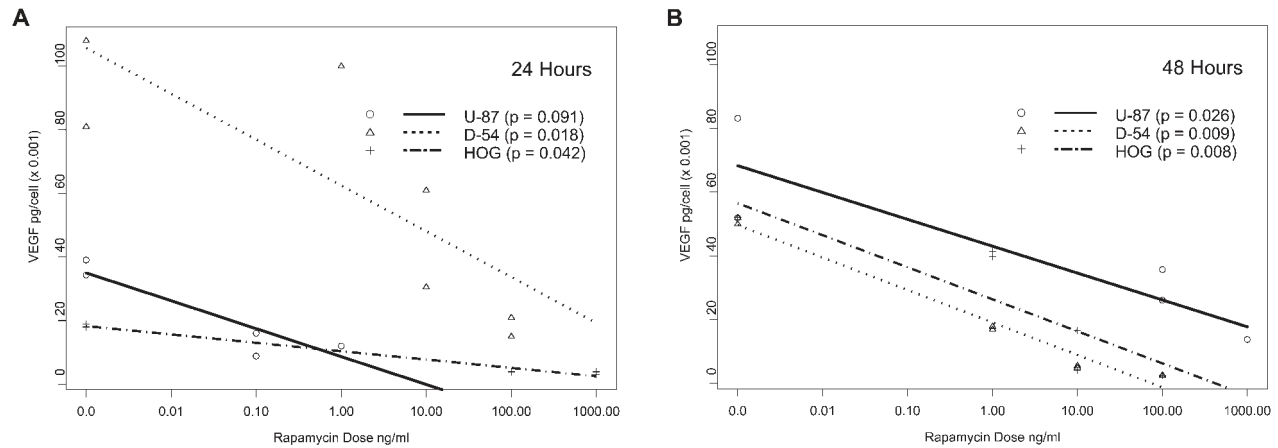 A
24 Hours
U-87 (p = 0.091)
D-54 (p = 0.018)
HOG (p = 0.042)
VEGF pg/cell (x 0.001)
100
80
60
40
20
0
0.0 0.01 0.10 1.00 10.00 100.00 1000.00
Rapamycin Dose ng/ml
B
48 Hours
U-87 (p = 0.026)
D-54 (p = 0.009)
HOG (p = 0.008)
VEGF pg/cell (x 0.001)
100
80
60
40
20
0
0.0 0.01 0.10 1.00 10.00 100.00 1000.00
Rapamycin Dose ng/ml